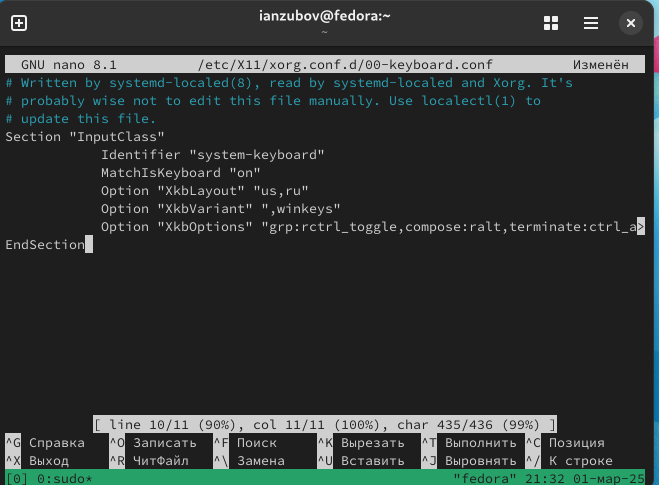 ianzubov@fedora:~
~
GNU nano 8.1 /etc/X11/xorg.conf.d/00-keyboard.conf Изменён
# Written by systemd-localed(8), read by systemd-localed and Xorg. It's
# probably wise not to edit this file manually. Use localectl(1) to
# update this file.
Section "InputClass"
Identifier "system-keyboard"
MatchIsKeyboard "on"
Option "XkbLayout" "us,ru"
Option "XkbVariant" ",winkeys"
Option "XkbOptions" "grp:rctrl_toggle,compose:ralt,terminate:ctrl_a>
EndSection
[ line 10/11 (90%), col 11/11 (100%), char 435/436 (99%) ]
^G Справка ^O Записать ^F Поиск ^K Вырезать ^T Выполнить ^C Позиция
^X Выход ^R ЧитФайл ^\ Замена ^U Вставить ^J Выровнять ^/ К строке
[0] 0:sudo* "fedora" 21:32 01-мар-25